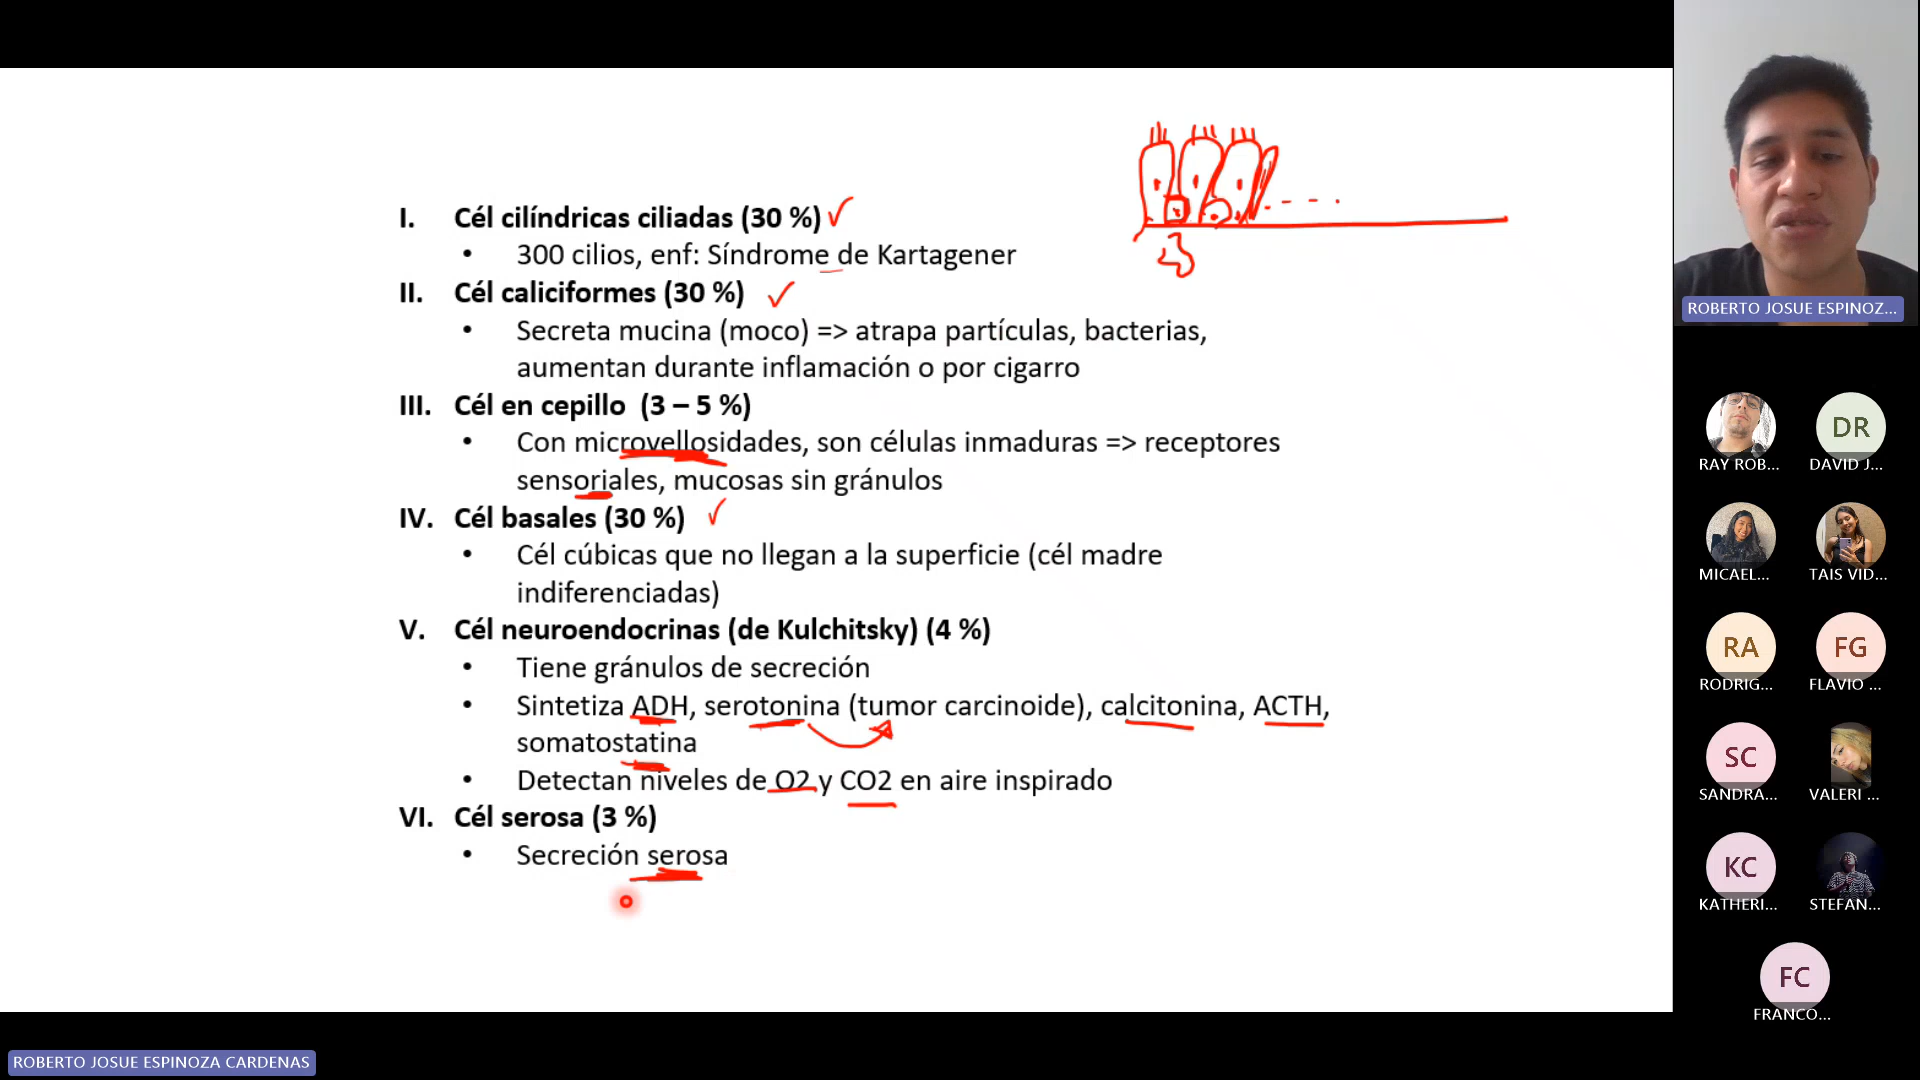 I. Cél cilíndricas ciliadas (30 %)
• 300 cilios, enf: Síndrome de Kartagener
II. Cél caliciformes (30 %)
• Secreta mucina (moco) => atrapa partículas, bacterias,
aumentan durante inflamación o por cigarro
III. Cél en cepillo (3 – 5 %)
• Con microvellosidades, son células inmaduras => receptores
sensoriales, mucosas sin gránulos
IV. Cél basales (30 %)
• Cél cúbicas que no llegan a la superficie (cél madre
indiferenciadas)
V. Cél neuroendocrinas (de Kulchitsky) (4 %)
• Tiene gránulos de secreción
• Sintetiza ADH, serotonina (tumor carcinoide), calcitonina, ACTH,
somatostatina
• Detectan niveles de O2 y CO2 en aire inspirado
VI. Cél serosa (3 %)
• Secreción serosa
ROBERTO JOSUE ESPINOZ...
RAY ROB...
DR
DAVID J...
MICAEL...
TAIS VID...
RA
RODRIG...
FG
FLAVIO ...
SC
SANDRA...
VALERI ...
KC
KATHERI...
STEFAN...
FC
FRANCO...
ROBERTO JOSUE ESPINOZA CARDENAS